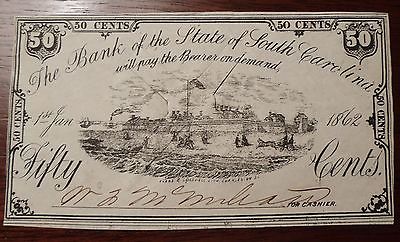 50 CENTS 50 CENTS
50 50
The Bank of the State of South Carolina
will pay the Bearer on demand,
50 CENTS 50 CENTS
1st Jan 1862
Fifty Cents.
FOR CASHIER.